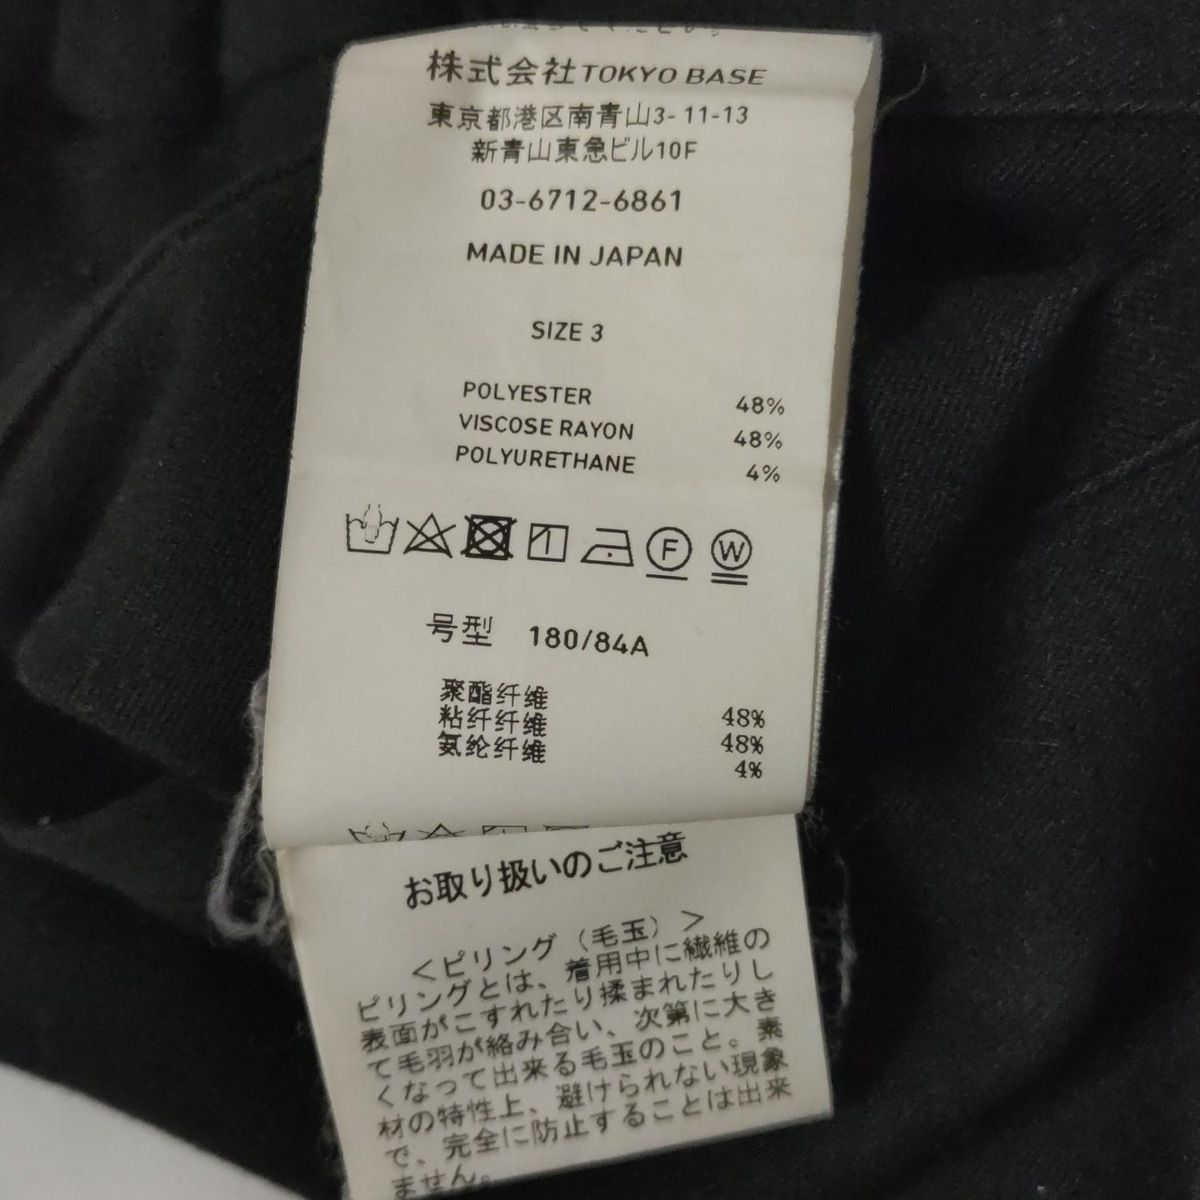 株式会社TOKYO BASE
東京都港区南青山3-11-13
新青山東急ビル10F
03-6712-6861
MADE IN JAPAN
SIZE 3
POLYESTER 48%
VISCOSE RAYON 48%
POLYURETHANE 4%
F W
号型 180/84A
聚酯纤维 48%
粘纤纤维 48%
氨纶纤维 4%
お取り扱いのご注意
＜ピリング（毛玉）＞
ピリングとは、着用中に繊維の
表面がこすれたり揉まれたりし
て毛羽が絡み合い、次第に大き
くなって出来る毛玉のこと。素
材の特性上、避けられない現象
で、完全に防止することは出来
ません。